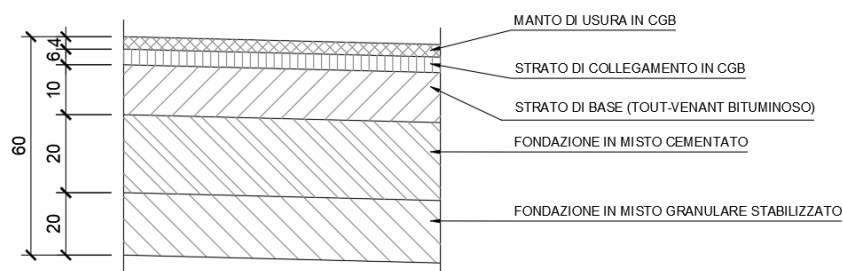 MANTO DI USURA IN CGB
STRATO DI COLLEGAMENTO IN CGB
STRATO DI BASE (TOUT-VENANT BITUMINOSO)
FONDAZIONE IN MISTO CEMENTATO
FONDAZIONE IN MISTO GRANULARE STABILIZZATO
60
4
6
10
20
20